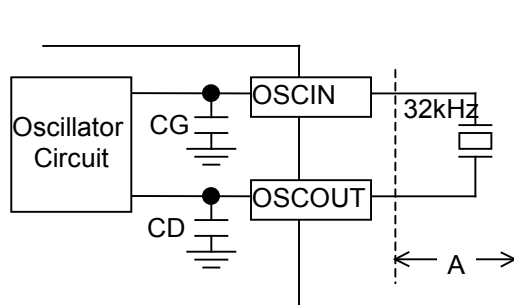 OSCIN
32kHz
Oscillator
Circuit
CG
OSCOUT
CD
A